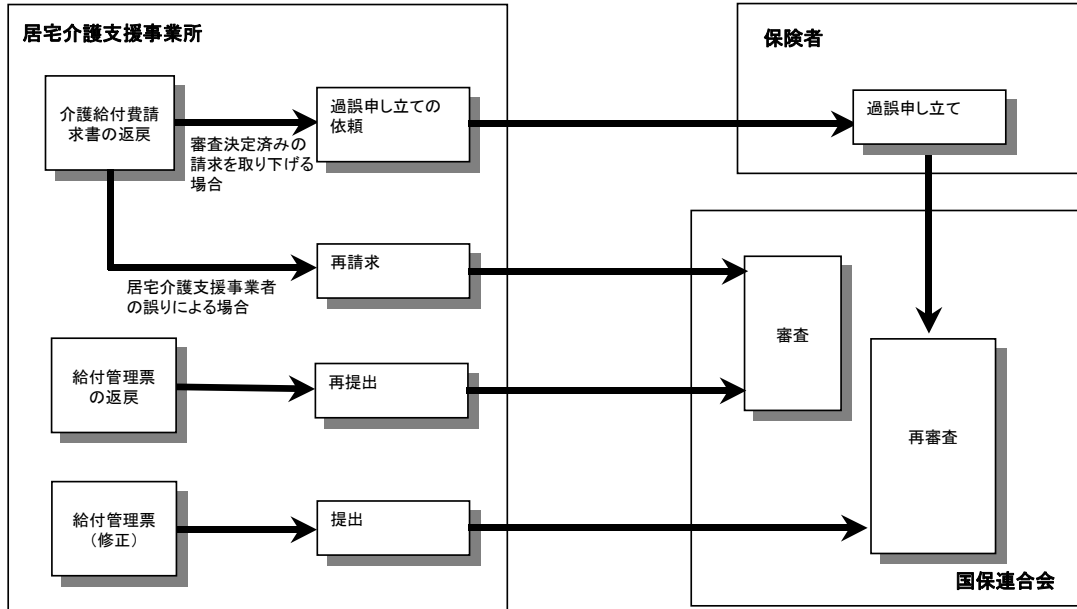 居宅介護支援事業所
保険者
介護給付費請
求書の返戻
過誤申し立ての
依頼
過誤申し立て
審査決定済みの
請求を取り下げる
場合
再請求
居宅介護支援事業者
の誤りによる場合
審査
給付管理票
の返戻
再提出
再審査
給付管理票
(修正)
提出
国保連合会